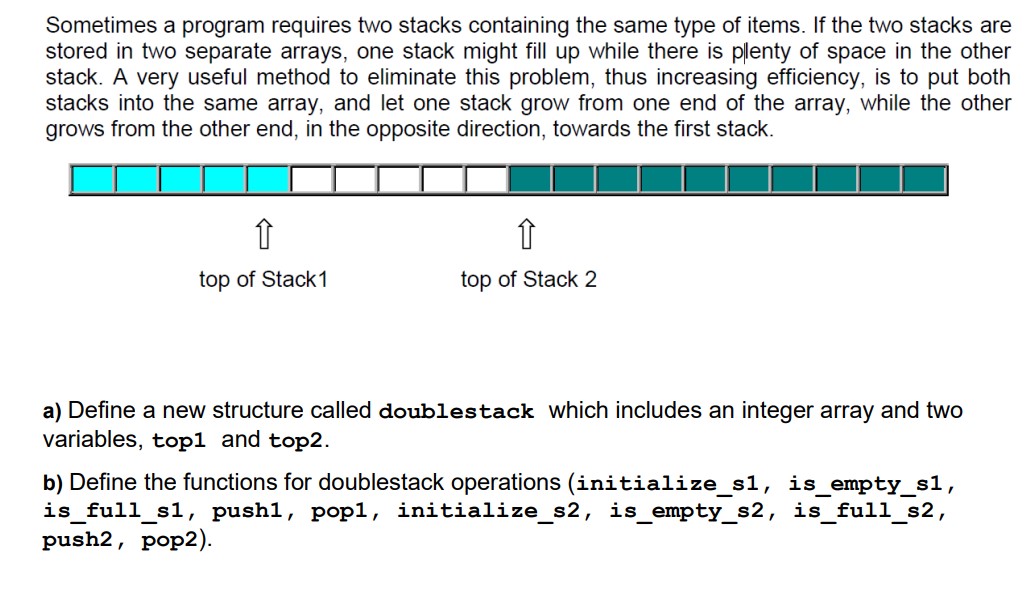 Sometimes a program requires two stacks containing the same type of items. If the two stacks are
stored in two separate arrays, one stack might fill up while there is plenty of space in the other
stack. A very useful method to eliminate this problem, thus increasing efficiency, is to put both
stacks into the same array, and let one stack grow from one end of the array, while the other
grows from the other end, in the opposite direction, towards the first stack.
top of Stack1 top of Stack 2
a) Define a new structure called doublestack which includes an integer array and two
variables, top1 and top2.
b) Define the functions for doublestack operations (initialize_s1, is_empty_s1,
is_full_s1, push1, pop1, initialize_s2, is_empty_s2, is_full_s2,
push2, pop2).